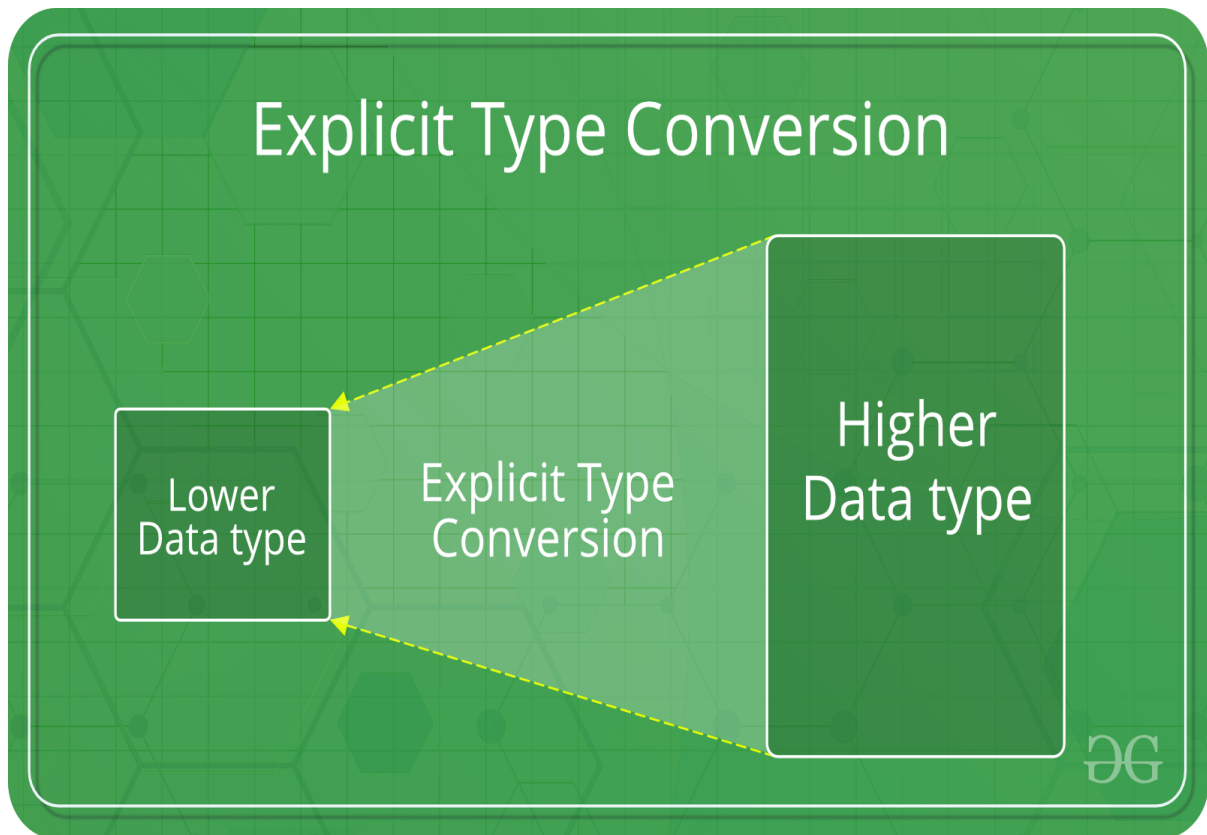 Explicit Type Conversion
Higher
Data type
Lower
Data type
Explicit Type
Conversion